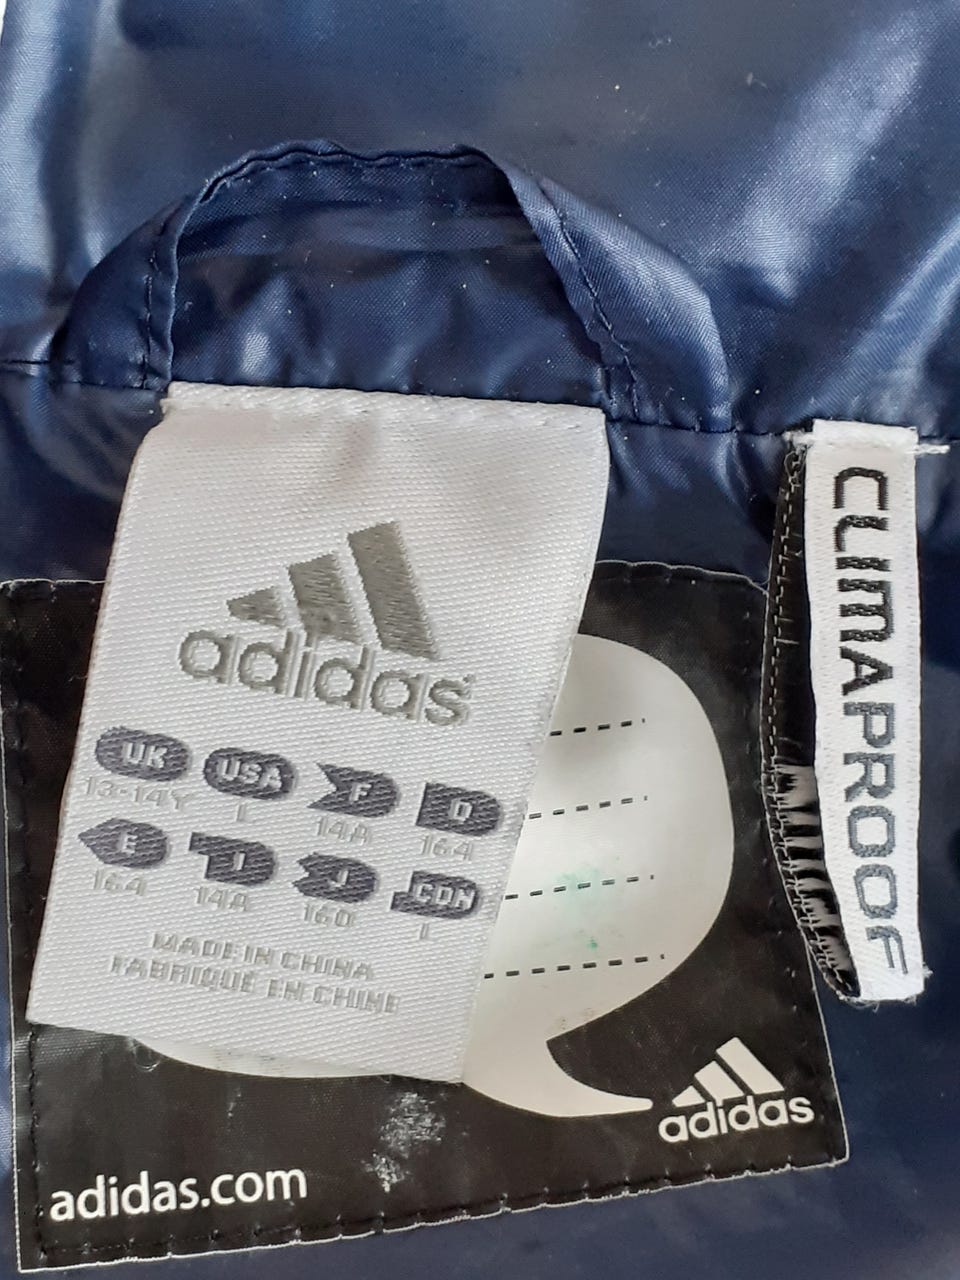 adidas
UK USA F D
13-14Y L 14A 164
E I J CDN
164 14A 160 L
MADE IN CHINA
FABRIQUÉ EN CHINE
CLIMAPROOF
adidas
adidas.com